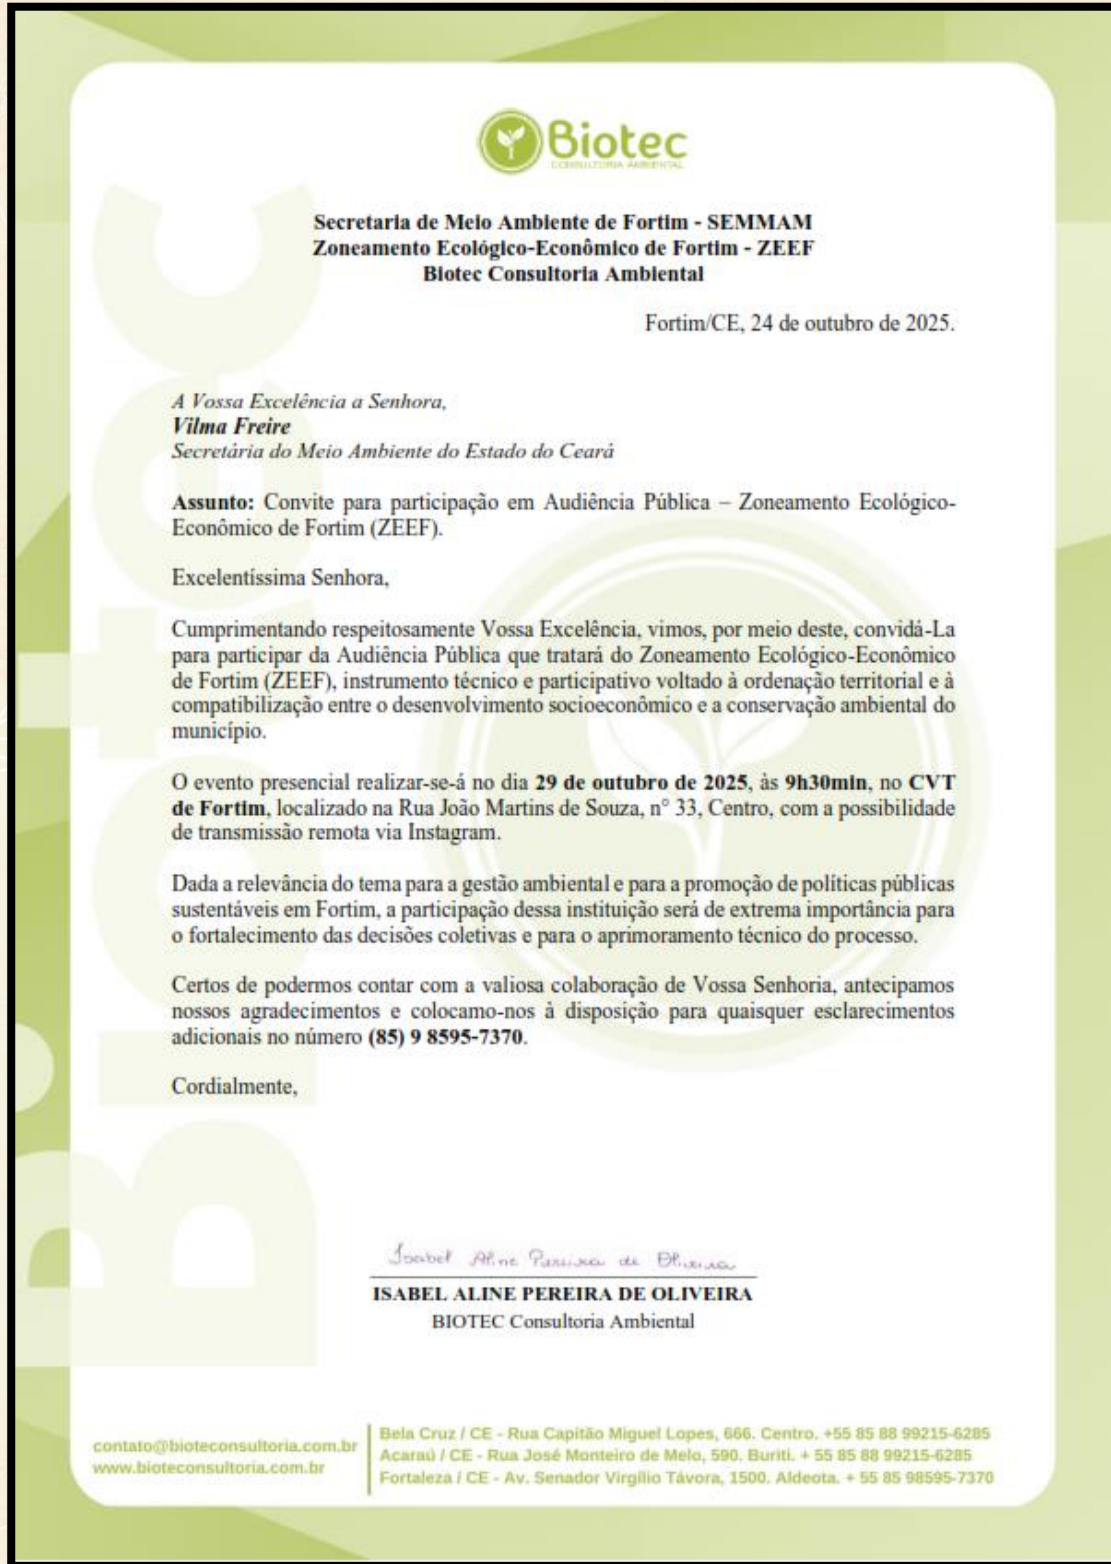 Biotec
CONSULTORIA AMBIENTAL
Secretaria de Meio Ambiente de Fortim - SEMMAM
Zoneamento Ecológico-Econômico de Fortim - ZEEF
Biotec Consultoria Ambiental
Fortim/CE, 24 de outubro de 2025.
A Vossa Excelência a Senhora,
Vilma Freire
Secretária do Meio Ambiente do Estado do Ceará
Assunto: Convite para participação em Audiência Pública – Zoneamento Ecológico-
Econômico de Fortim (ZEEF).
Excelentíssima Senhora,
Cumprimentando respeitosamente Vossa Excelência, vimos, por meio deste, convidá-La
para participar da Audiência Pública que tratará do Zoneamento Ecológico-Econômico
de Fortim (ZEEF), instrumento técnico e participativo voltado à ordenação territorial e à
compatibilização entre o desenvolvimento socioeconômico e a conservação ambiental do
município.
O evento presencial realizar-se-á no dia 29 de outubro de 2025, às 9h30min, no CVT
de Fortim, localizado na Rua João Martins de Souza, n° 33, Centro, com a possibilidade
de transmissão remota via Instagram.
Dada a relevância do tema para a gestão ambiental e para a promoção de políticas públicas
sustentáveis em Fortim, a participação dessa instituição será de extrema importância para
o fortalecimento das decisões coletivas e para o aprimoramento técnico do processo.
Certos de podermos contar com a valiosa colaboração de Vossa Senhoria, antecipamos
nossos agradecimentos e colocamo-nos à disposição para quaisquer esclarecimentos
adicionais no número (85) 9 8595-7370.
Cordialmente,
Isabel Aline Pereira de Oliveira
ISABEL ALINE PEREIRA DE OLIVEIRA
BIOTEC Consultoria Ambiental
contato@bioteconsultoria.com.br
www.bioteconsultoria.com.br
Bela Cruz / CE - Rua Capitão Miguel Lopes, 666. Centro. +55 85 88 99215-6285
Acaraú / CE - Rua José Monteiro de Melo, 590. Buriti. + 55 85 88 99215-6285
Fortaleza / CE - Av. Senador Virgílio Távora, 1500. Aldeota. + 55 85 98595-7370
Biotec